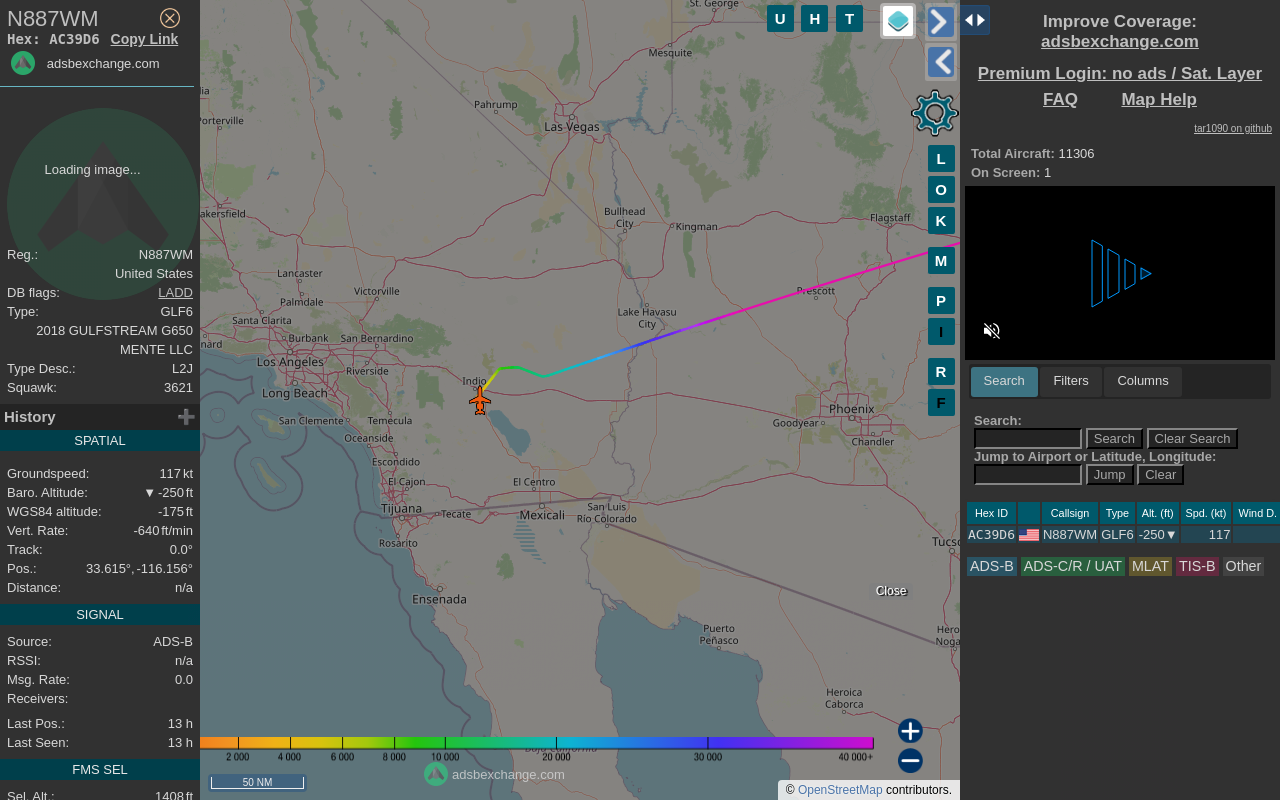 N887WM
Hex: AC39D6 Copy Link
adsbexchange.com
Loading image...
Reg.: N887WM
United States
DB flags: LADD
Type: GLF6
2018 GULFSTREAM G650
MENTE LLC
Type Desc.: L2J
Squawk: 3621
History
SPATIAL
Groundspeed: 117 kt
Baro. Altitude: ▼ -250 ft
WGS84 altitude: -175 ft
Vert. Rate: -640 ft/min
Track: 0.0°
Pos.: 33.615°, -116.156°
Distance: n/a
SIGNAL
Source: ADS-B
RSSI: n/a
Msg. Rate: 0.0
Receivers:
Last Pos.: 13 h
Last Seen: 13 h
FMS SEL
Sel. Alt.: 1408 ft
St. George
Mesquite
Pahrump
Las Vegas
Porterville
Bullhead
City
Kingman
Flagstaff
akersfield
Lancaster
Palmdale
Victorville
Prescott
Lake Havasu
City
Santa Clarita
Burbank
San Bernardino
nard
Los Angeles
Riverside
Long Beach
Indio
San Clemente
Temecula
Oceanside
Escondido
El Cajon
Tijuana
Tecate
Rosarito
El Centro
Mexicali
San Luis
Río Colorado
Ensenada
Phoenix
Goodyear
Chandler
Tucso
Puerto
Peñasco
Hero
Noga
Heroica
Caborca
Baja California
U H T
L
O
K
M
P
I
R
F
Close
2 000 4 000 6 000 8 000 10 000 20 000 30 000 40 000+
50 NM
adsbexchange.com
© OpenStreetMap contributors.
Improve Coverage:
adsbexchange.com
Premium Login: no ads / Sat. Layer
FAQ Map Help
tar1090 on github
Total Aircraft: 11306
On Screen: 1
Search Filters Columns
Search:
Search Clear Search
Jump to Airport or Latitude, Longitude:
Jump Clear
Hex ID Callsign Type Alt. (ft) Spd. (kt) Wind D.
AC39D6 N887WM GLF6 -250▼ 117
ADS-B ADS-C/R / UAT MLAT TIS-B Other